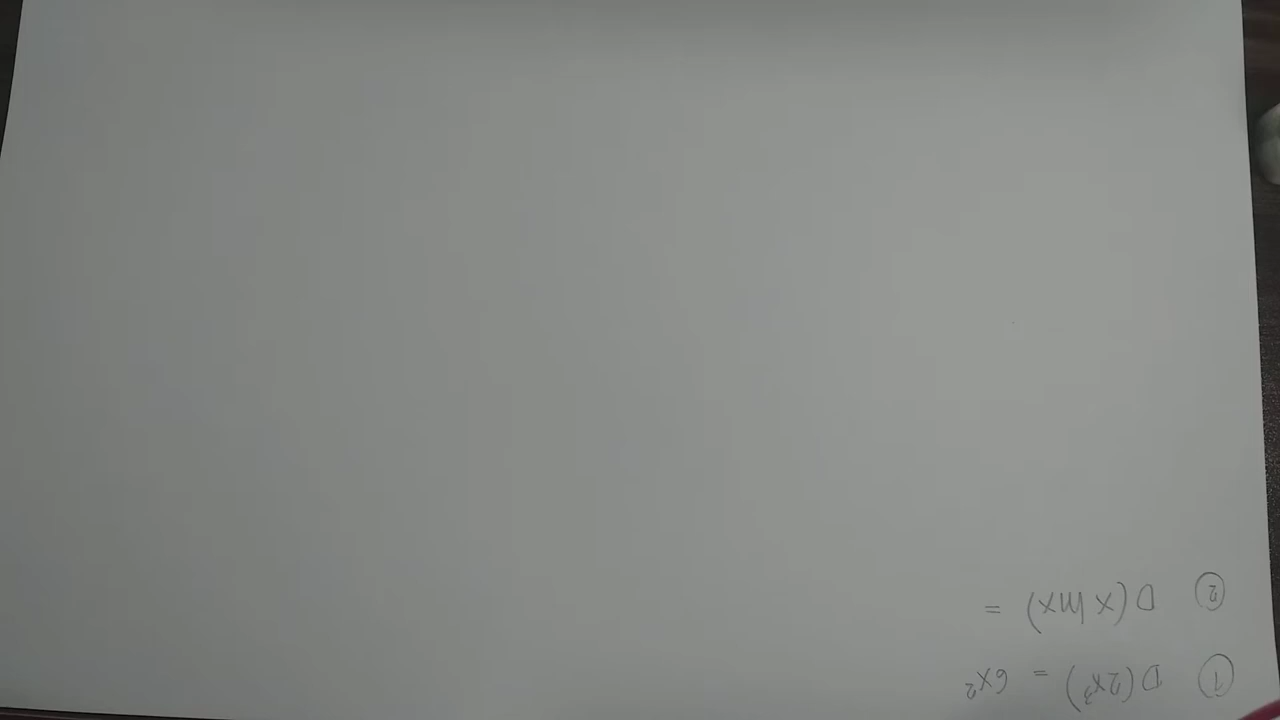 ① D(2x³) = 6x²
② D(x lnx) =